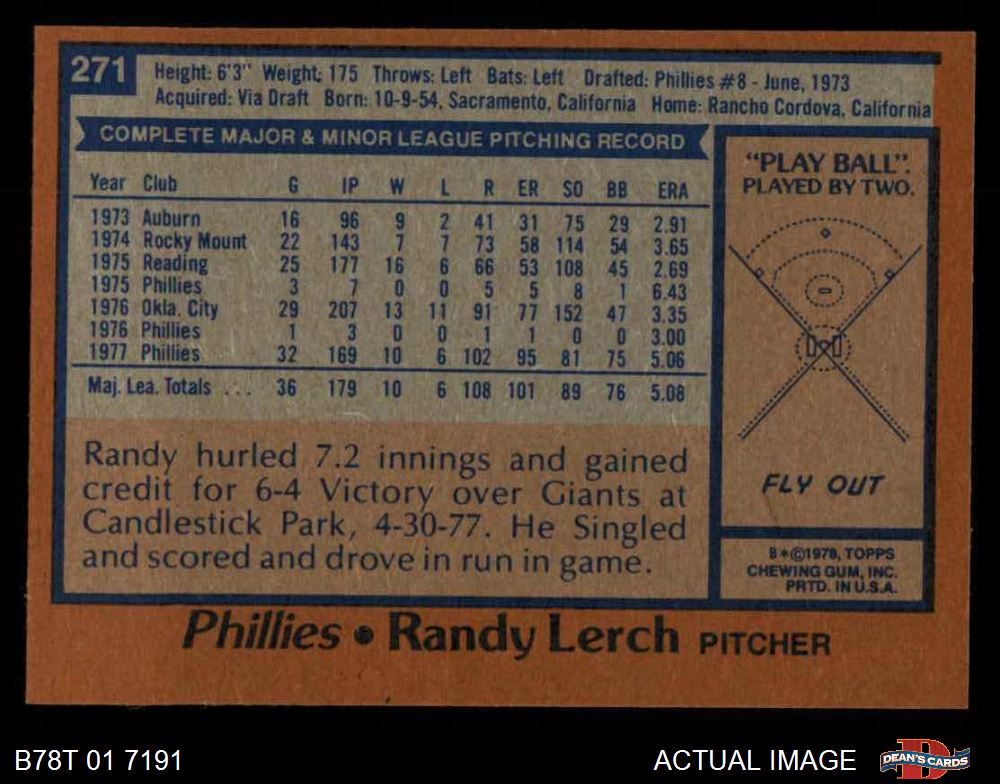 271
Height: 6'3" Weight: 175 Throws: Left Bats: Left Drafted: Phillies #8 - June, 1973
Acquired: Via Draft Born: 10-9-54, Sacramento, California Home: Rancho Cordova, California
COMPLETE MAJOR & MINOR LEAGUE PITCHING RECORD
Year Club G IP W L R ER SO BB ERA
1973 Auburn 16 96 9 2 41 31 75 29 2.91
1974 Rocky Mount 22 143 7 7 73 58 114 54 3.65
1975 Reading 25 177 16 6 66 53 108 45 2.69
1975 Phillies 3 7 0 0 5 5 8 1 6.43
1976 Okla. City 29 207 13 11 91 77 152 47 3.35
1976 Phillies 1 3 0 0 1 1 0 0 3.00
1977 Phillies 32 169 10 6 102 95 81 75 5.06
Maj. Lea. Totals ... 36 179 10 6 108 101 89 76 5.08
Randy hurled 7.2 innings and gained
credit for 6-4 Victory over Giants at
Candlestick Park, 4-30-77. He Singled
and scored and drove in run in game.
"PLAY BALL".
PLAYED BY TWO.
FLY OUT
B*©1978, TOPPS
CHEWING GUM, INC.
PRTD. IN U.S.A.
Phillies • Randy Lerch PITCHER
B78T 01 7191
ACTUAL IMAGE
DEAN'S CARDS